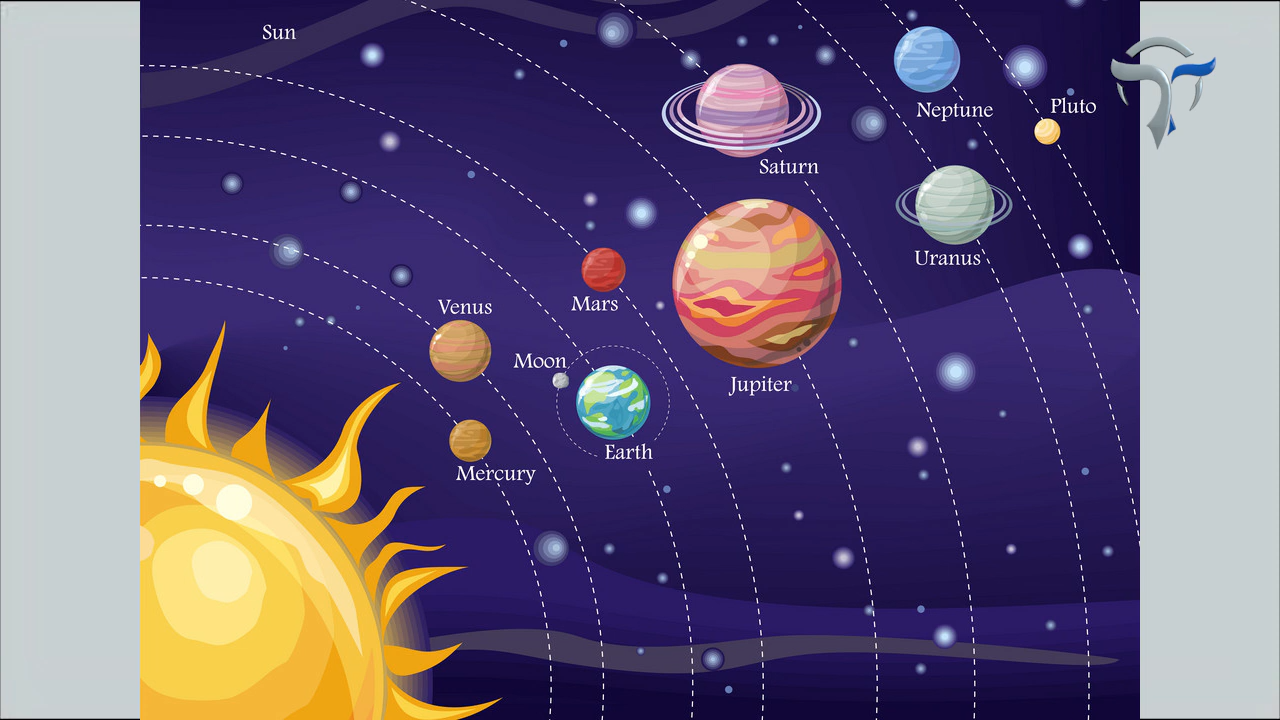 Sun
Neptune
Pluto
Saturn
Uranus
Venus
Mars
Moon
Jupiter
Earth
Mercury